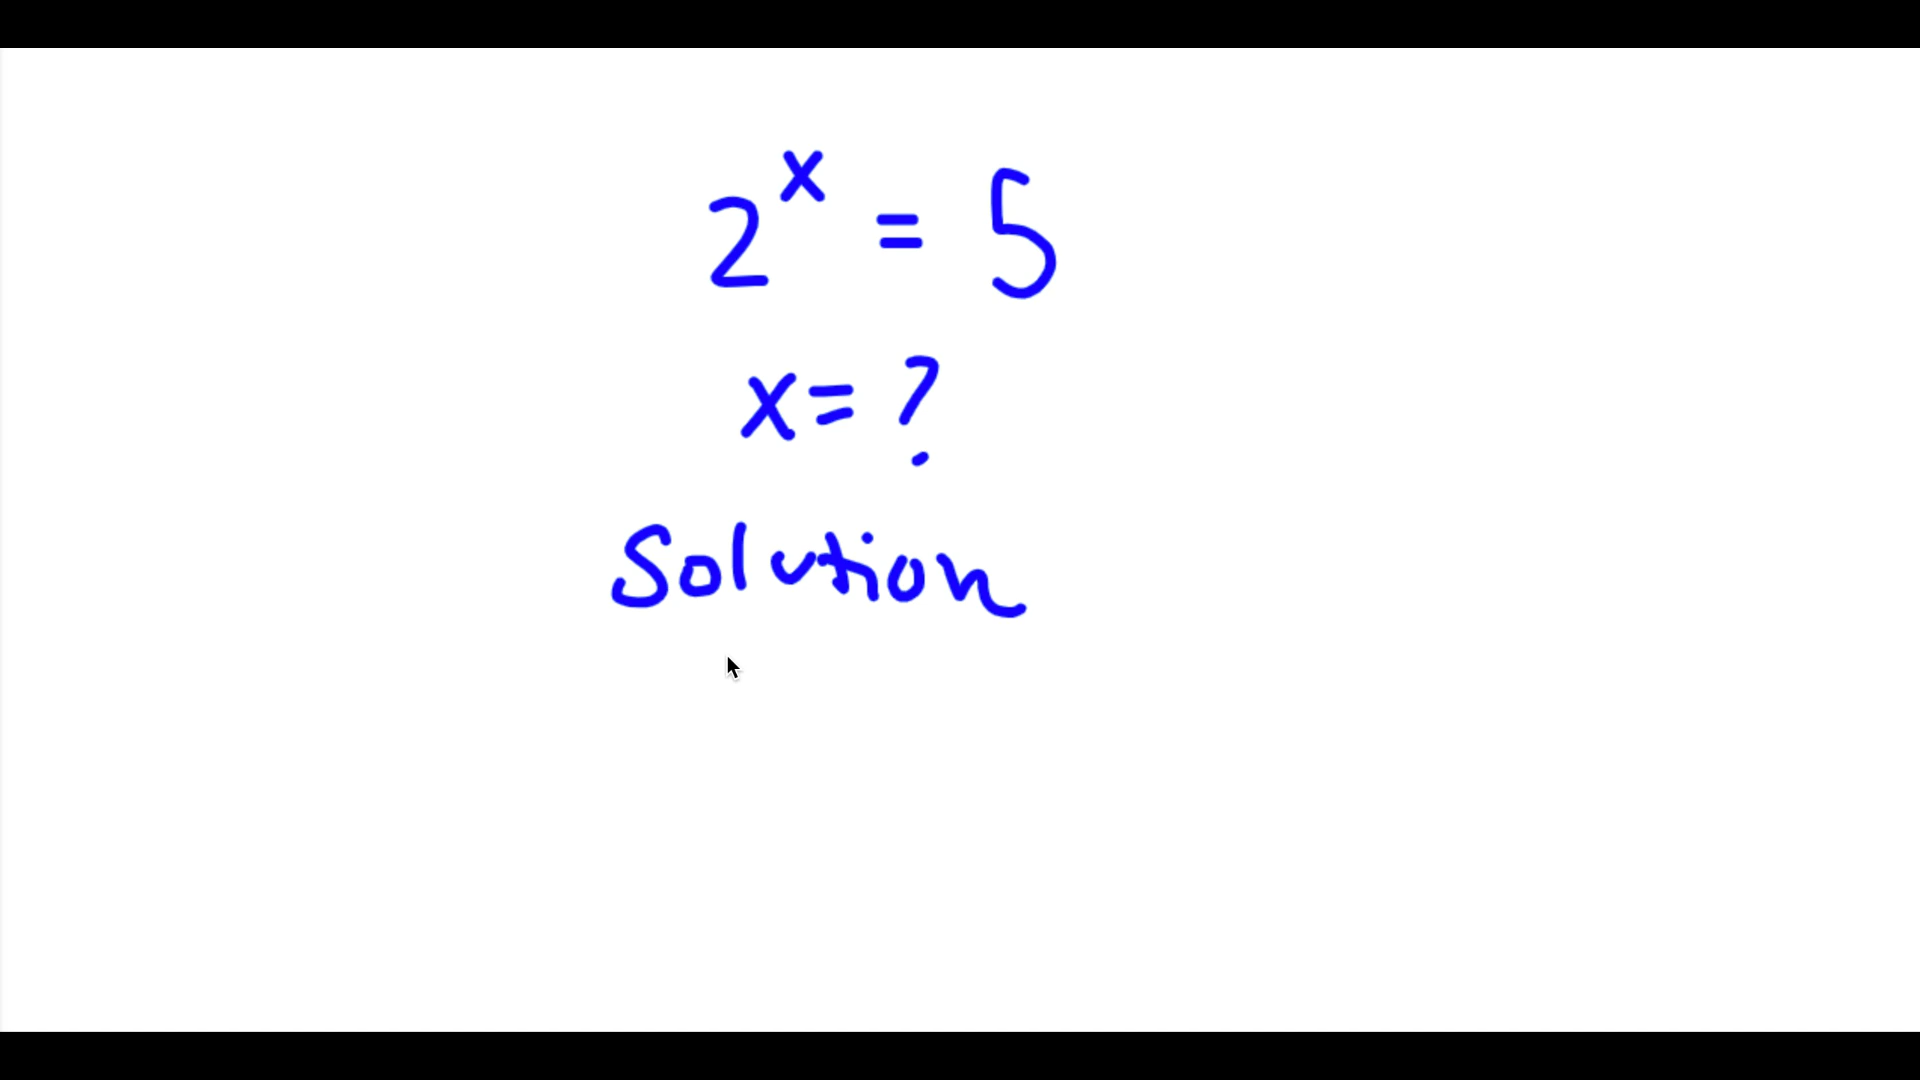 2^x = 5
x = ?
Solution